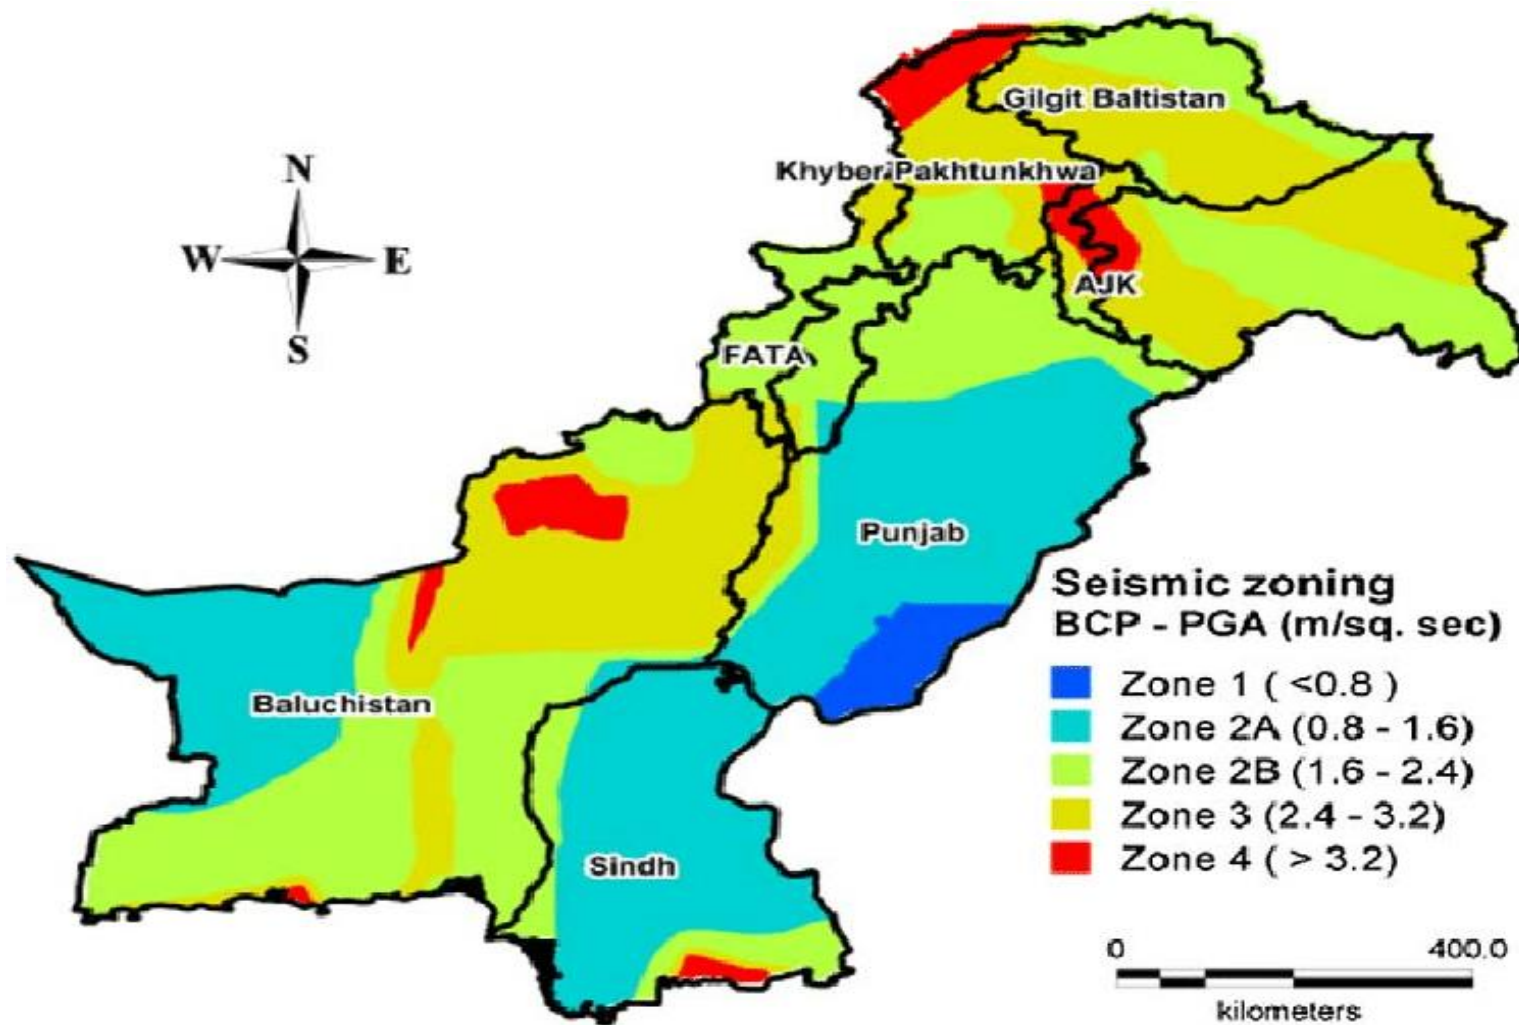 N
W E
S
Gilgit Baltistan
Khyber Pakhtunkhwa
AJK
FATA
Punjab
Baluchistan
Sindh
Seismic zoning
BCP - PGA (m/sq. sec)
Zone 1 ( <0.8 )
Zone 2A (0.8 - 1.6)
Zone 2B (1.6 - 2.4)
Zone 3 (2.4 - 3.2)
Zone 4 ( > 3.2)
0 400.0
kilometers